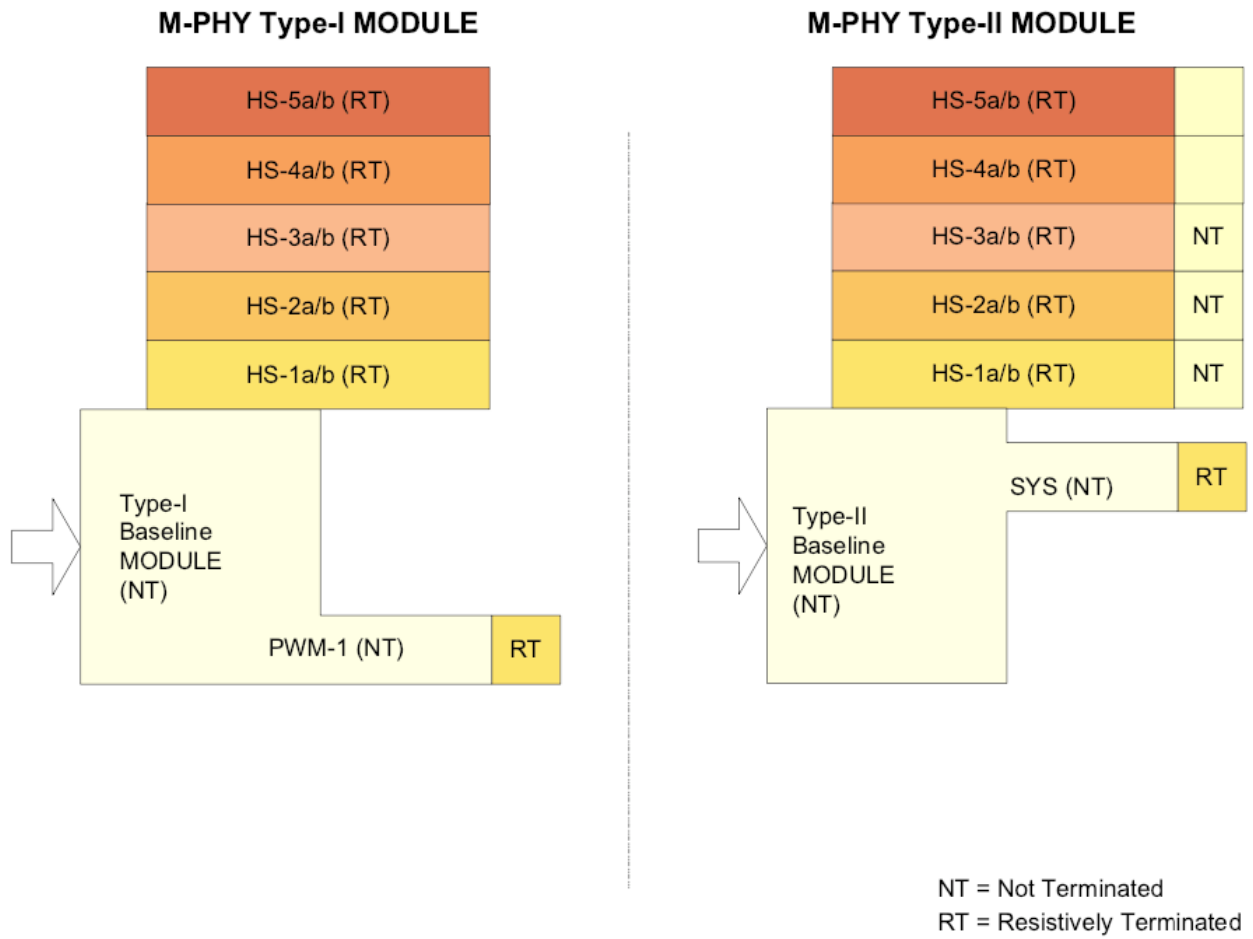 M-PHY Type-I MODULE
HS-5a/b (RT)
HS-4a/b (RT)
HS-3a/b (RT)
HS-2a/b (RT)
HS-1a/b (RT)
Type-I
Baseline
MODULE
(NT)
PWM-1 (NT)
RT
M-PHY Type-II MODULE
HS-5a/b (RT)
HS-4a/b (RT)
HS-3a/b (RT)
NT
HS-2a/b (RT)
NT
HS-1a/b (RT)
NT
SYS (NT)
RT
Type-II
Baseline
MODULE
(NT)
NT = Not Terminated
RT = Resistively Terminated